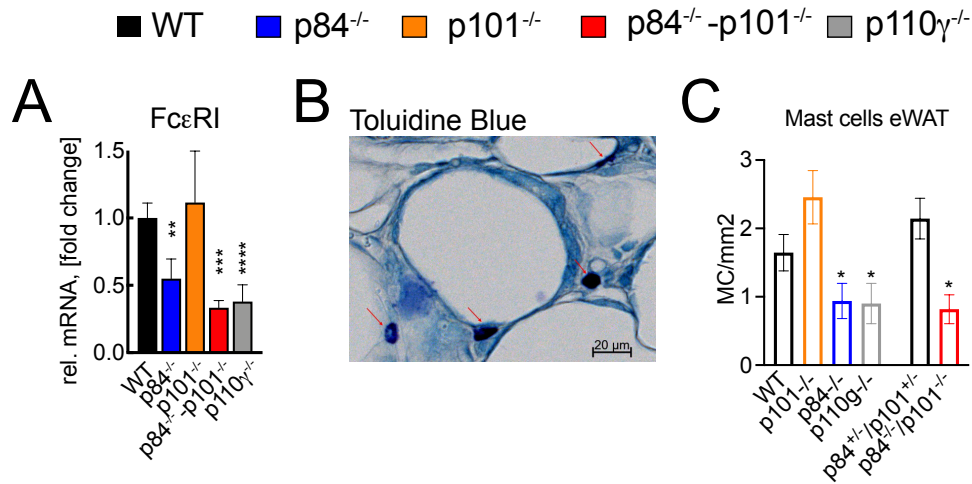 WT p84⁻/⁻ p101⁻/⁻ p84⁻/⁻-p101⁻/⁻ p110γ⁻/⁻
A
FcεRI
rel. mRNA, [fold change]
1.5
1.0
0.5
0.0
**
***
****
WT
p84⁻/⁻
p101⁻/⁻
p84⁻/⁻-p101⁻/⁻
p110γ⁻/⁻
B
Toluidine Blue
20 µm
C
Mast cells eWAT
MC/mm2
3
2
1
0
*
*
*
WT
p101-/-
p84-/-
p110g-/-
p84⁺/⁻/p101⁺/⁻
p84⁻/⁻/p101⁻/⁻